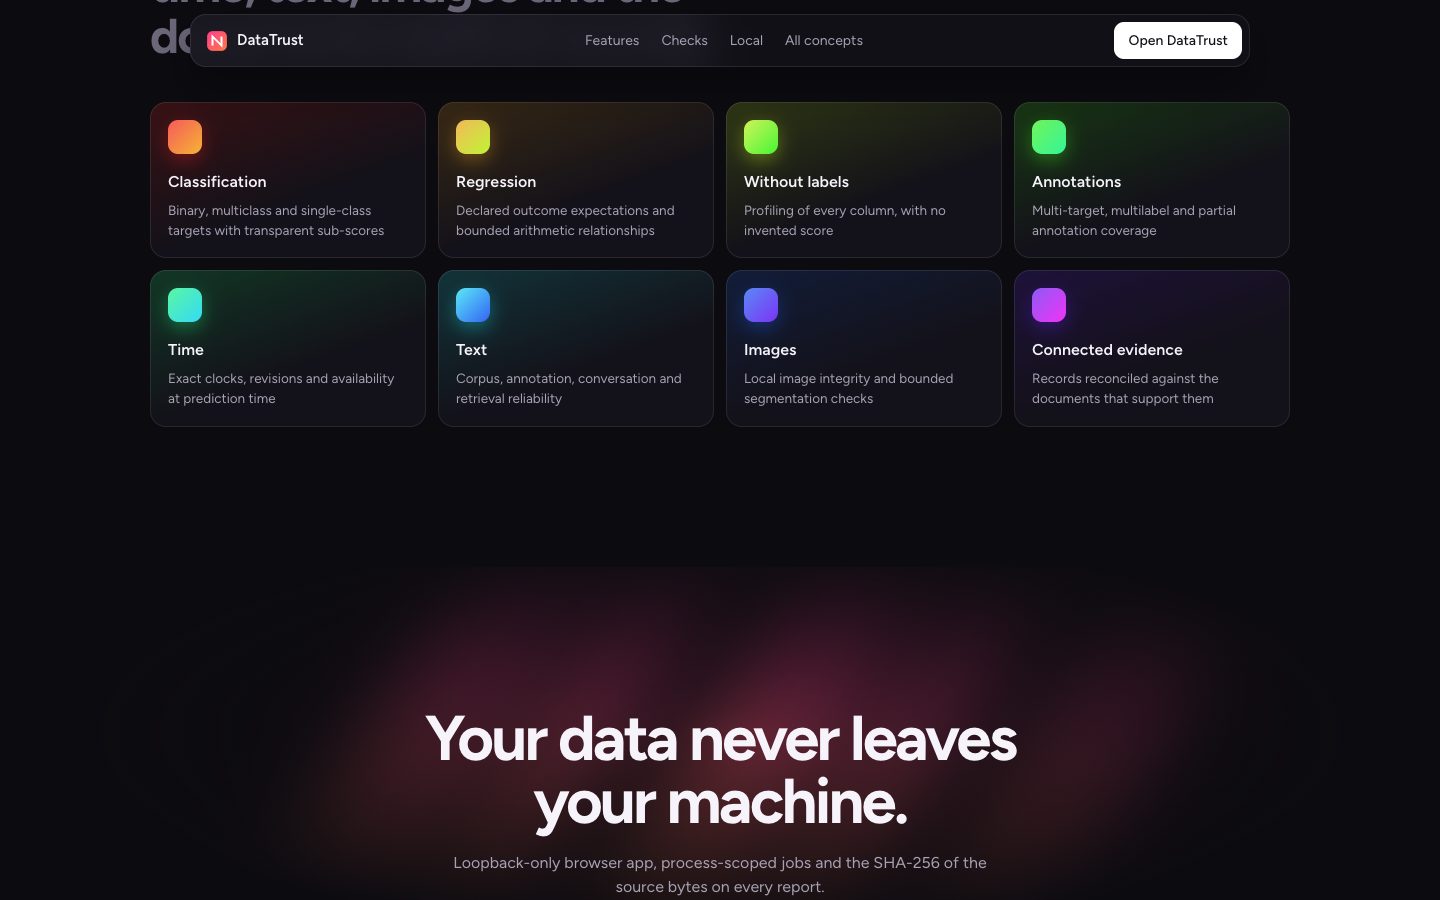 time, text, images and the
DataTrust
Features
Checks
Local
All concepts
Open DataTrust
Classification
Binary, multiclass and single-class
targets with transparent sub-scores
Regression
Declared outcome expectations and
bounded arithmetic relationships
Without labels
Profiling of every column, with no
invented score
Annotations
Multi-target, multilabel and partial
annotation coverage
Time
Exact clocks, revisions and availability
at prediction time
Text
Corpus, annotation, conversation and
retrieval reliability
Images
Local image integrity and bounded
segmentation checks
Connected evidence
Records reconciled against the
documents that support them
Your data never leaves
your machine.
Loopback-only browser app, process-scoped jobs and the SHA-256 of the
source bytes on every report.